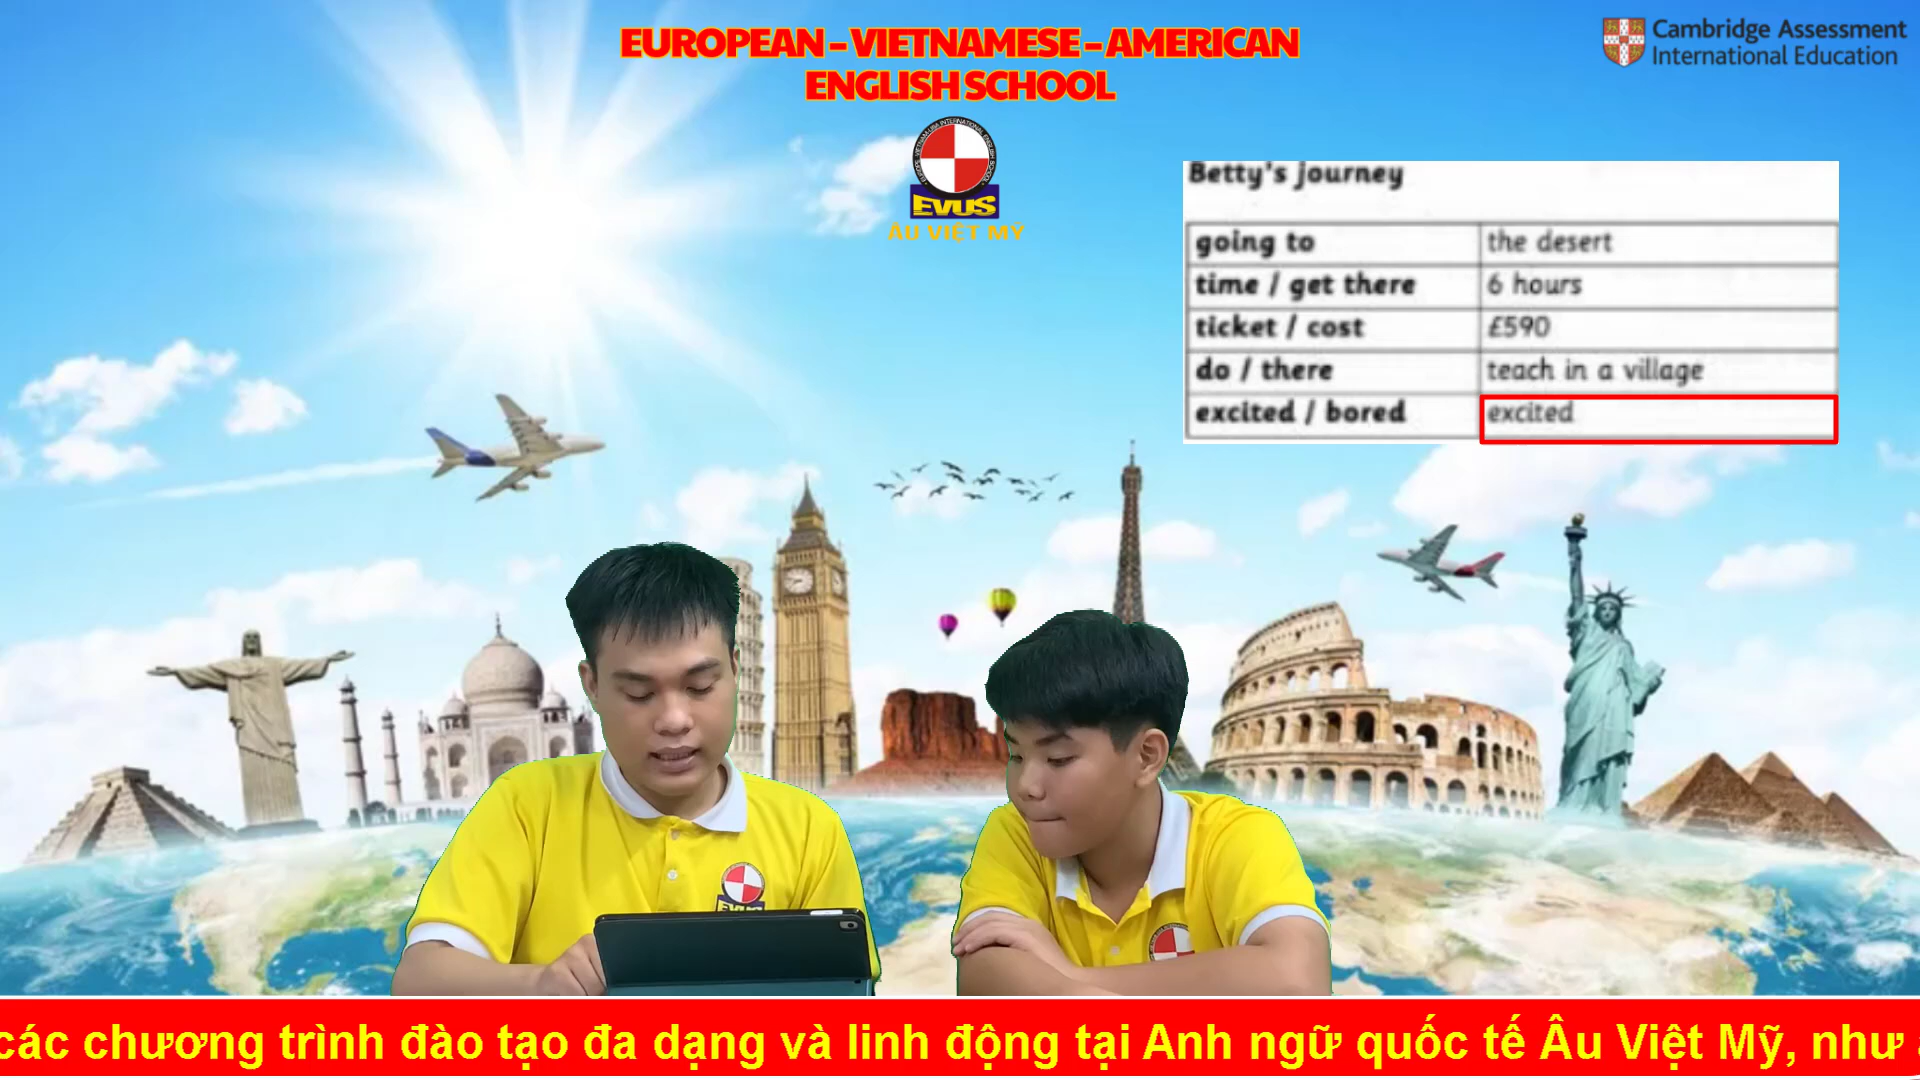 EUROPEAN – VIETNAMESE – AMERICAN
ENGLISH SCHOOL
Cambridge Assessment
International Education
EVUS
ÂU VIỆT MỸ
Betty's journey
going to the desert
time / get there 6 hours
ticket / cost £590
do / there teach in a village
excited / bored excited
các chương trình đào tạo đa dạng và linh động tại Anh ngữ quốc tế Âu Việt Mỹ, như